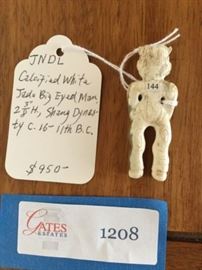 JNDL
Calcified White
Jade Big Eyed Man
2 3/8" H, Shang Dynas-
ty C. 16-11th B.C.
$950-
144
GATES
ESTATES
1208